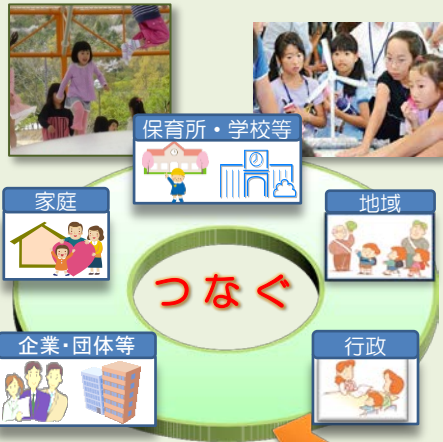 保育所・学校等
家庭
地域
つなぐ
企業・団体等
行政